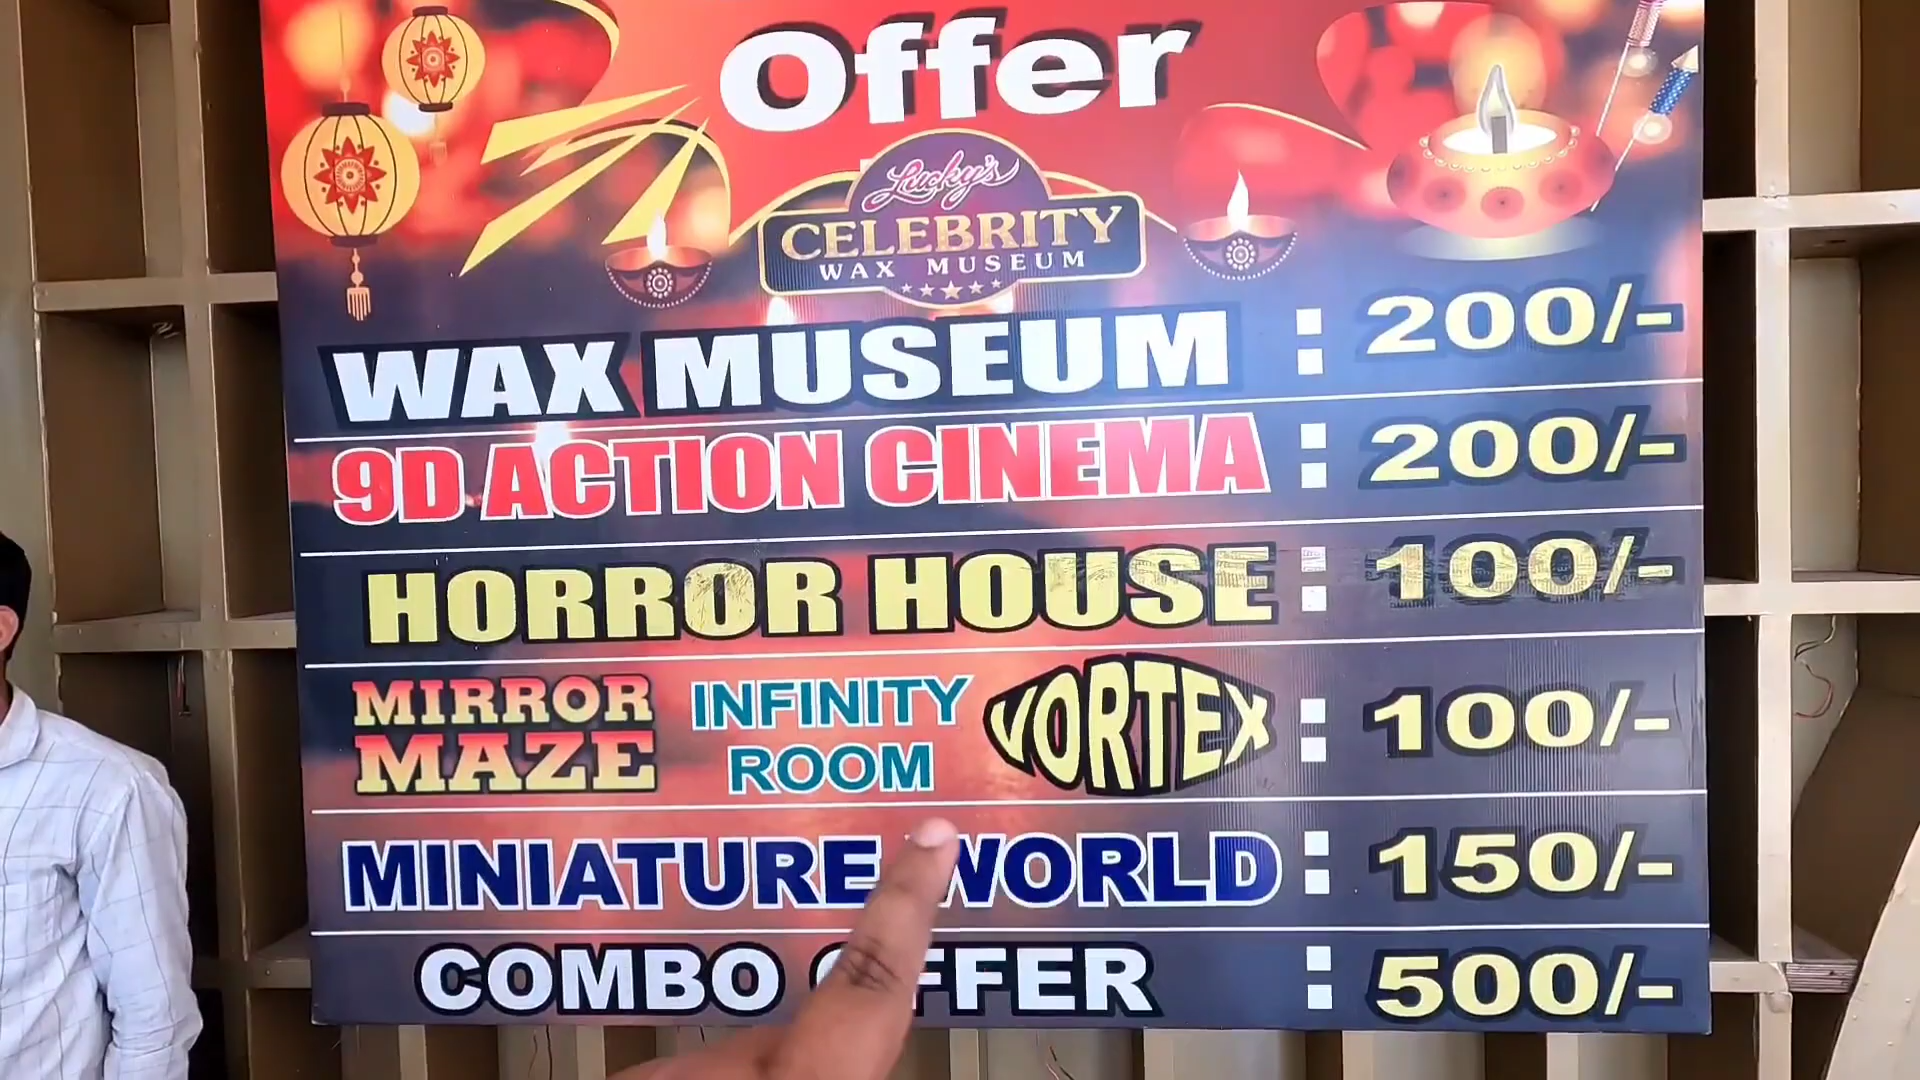 Offer
Lucky's
CELEBRITY
WAX MUSEUM
WAX MUSEUM : 200/-
9D ACTION CINEMA : 200/-
HORROR HOUSE : 100/-
MIRROR MAZE INFINITY ROOM VORTEX : 100/-
MINIATURE WORLD : 150/-
COMBO OFFER : 500/-